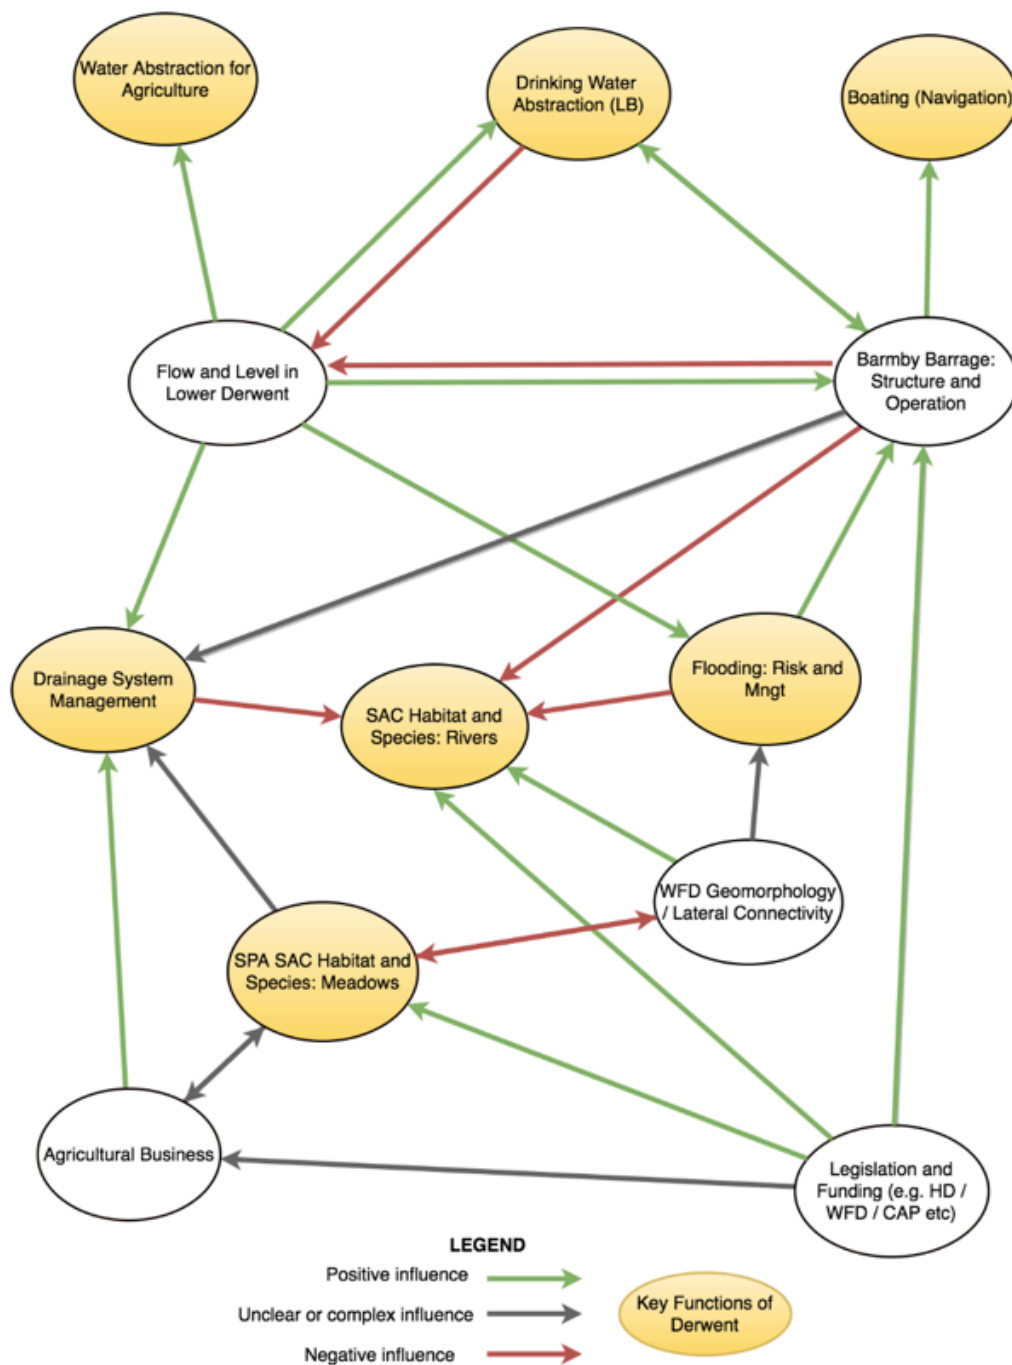 Water Abstraction for
Agriculture
Drinking Water
Abstraction (LB)
Boating (Navigation)
Flow and Level in
Lower Derwent
Barmby Barrage:
Structure and
Operation
Drainage System
Management
SAC Habitat and
Species: Rivers
Flooding: Risk and
Mngt
WFD Geomorphology
/ Lateral Connectivity
SPA SAC Habitat and
Species: Meadows
Agricultural Business
Legislation and
Funding (e.g. HD /
WFD / CAP etc)
LEGEND
Positive influence
Unclear or complex influence
Negative influence
Key Functions of
Derwent